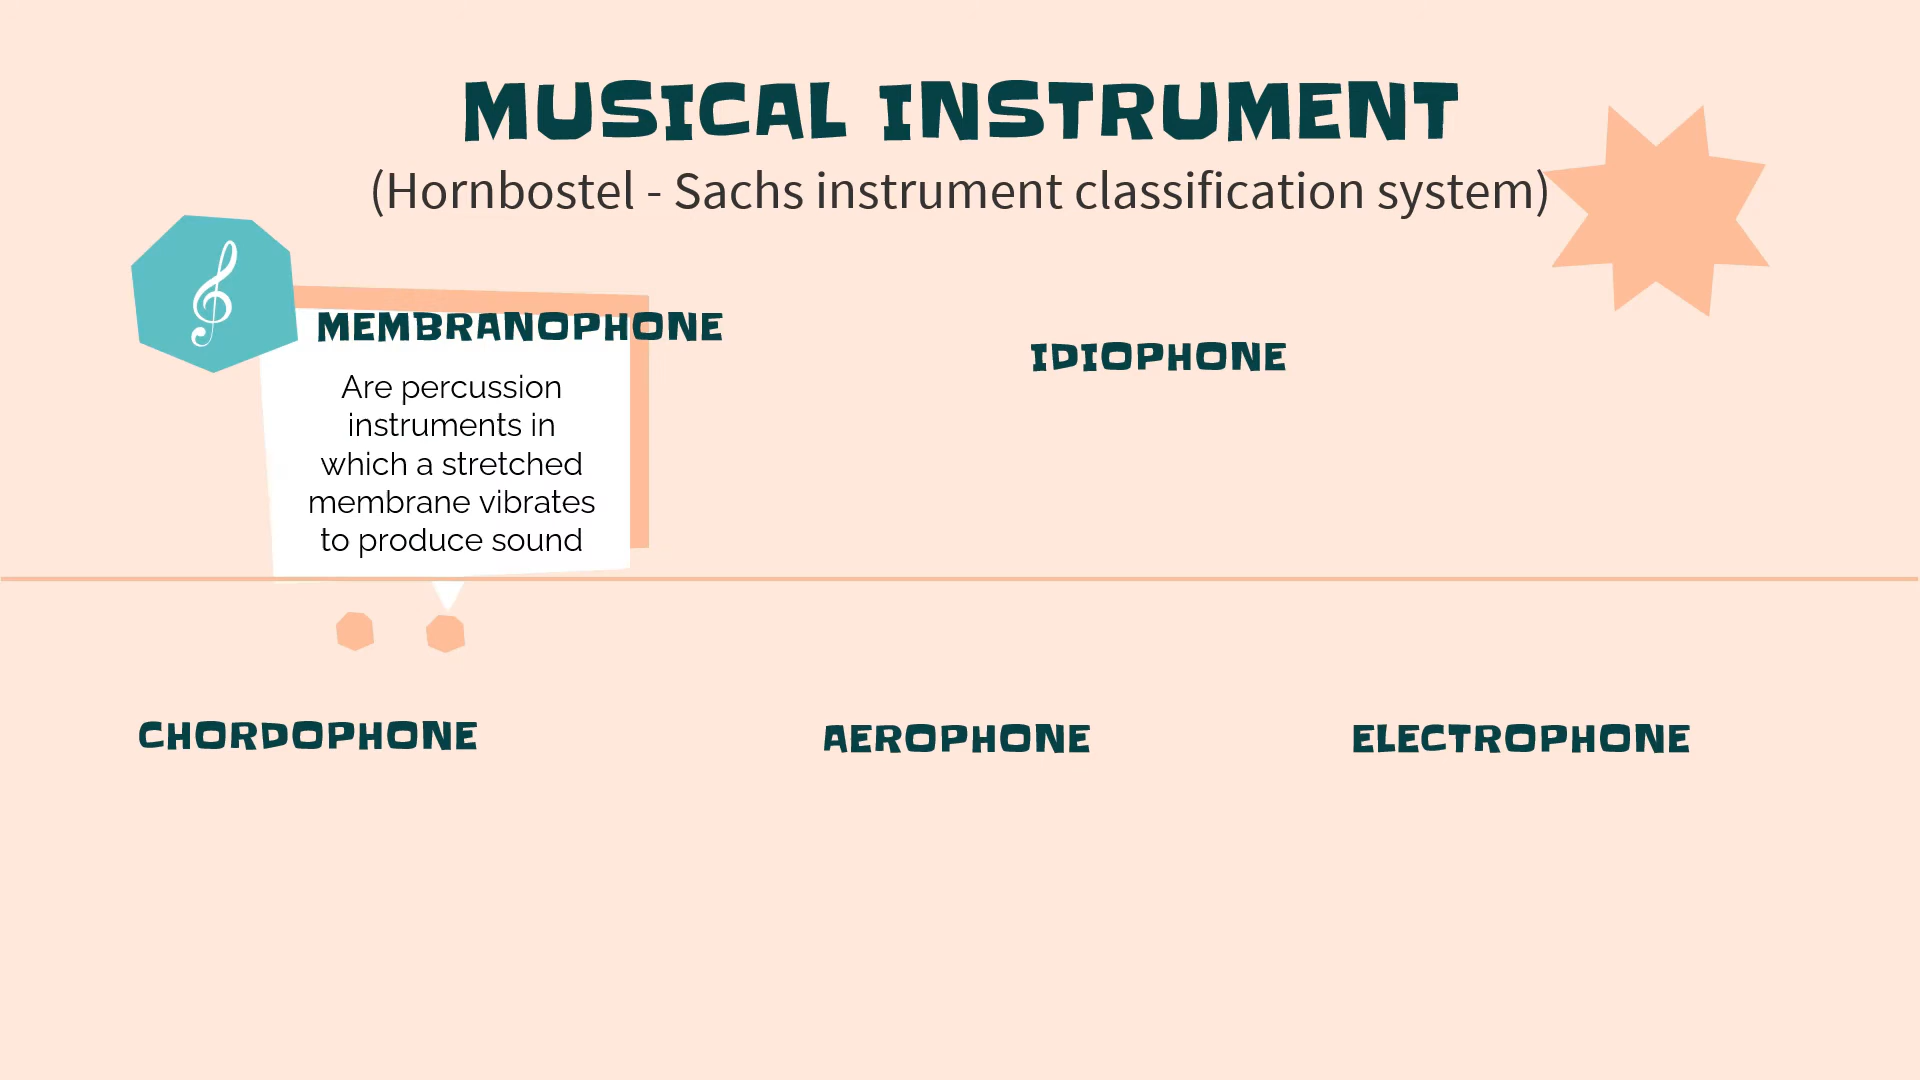 MUSICAL INSTRUMENT
(Hornbostel - Sachs instrument classification system)
MEMBRANOPHONE
Are percussion
instruments in
which a stretched
membrane vibrates
to produce sound
IDIOPHONE
CHORDOPHONE
AEROPHONE
ELECTROPHONE